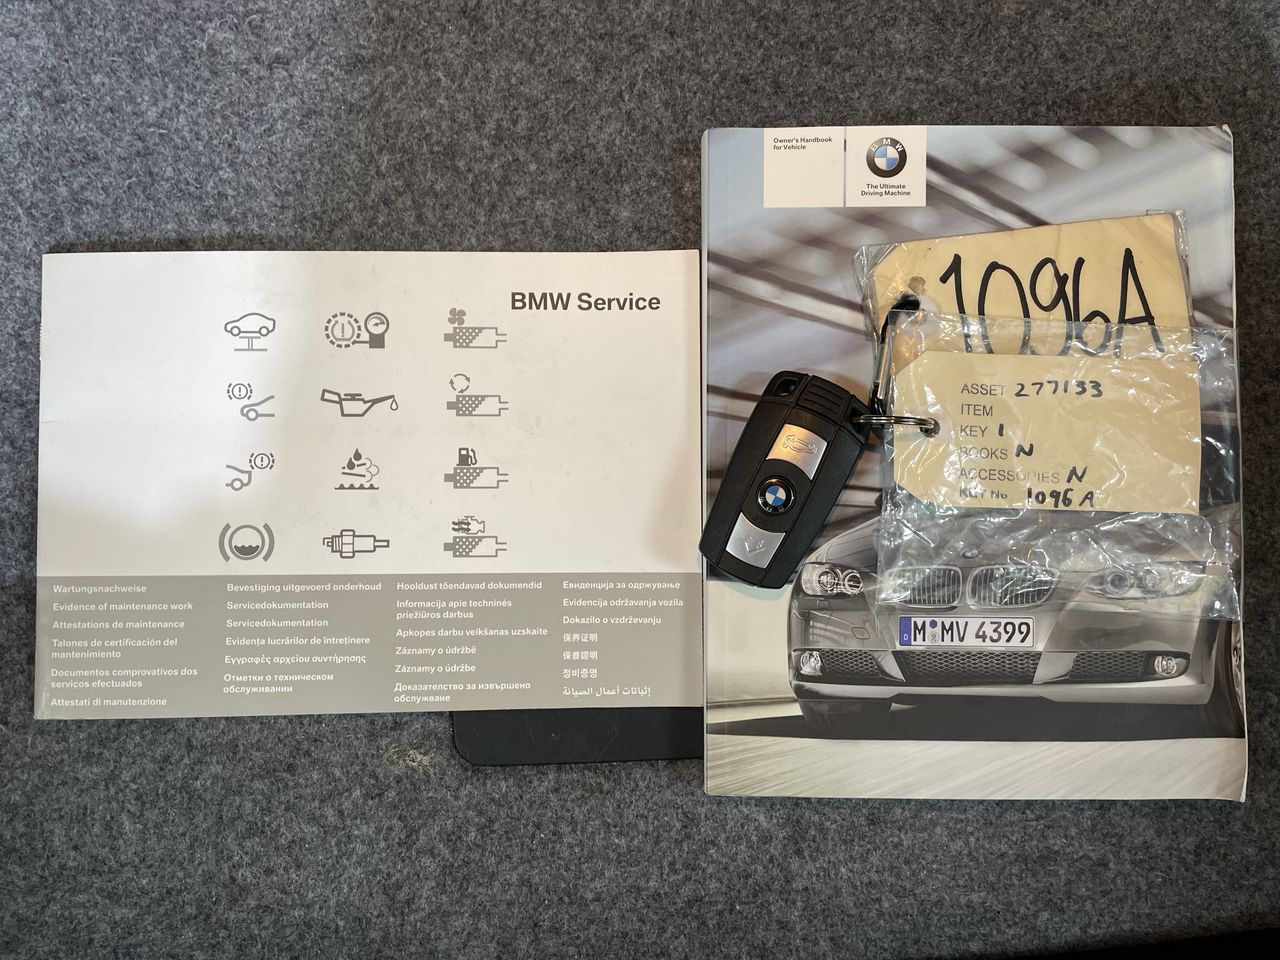 BMW Service
Wartungsnachweise
Evidence of maintenance work
Attestations de maintenance
Talones de certificación del
mantenimiento
Documentos comprovativos dos
serviços efectuados
Attestati di manutenzione
Bevestiging uitgevoerd onderhoud
Servicedokumentation
Servicedokumentation
Evidența lucrărilor de întreținere
Εγγραφές αρχείου συντήρησης
Отметки о техническом
обслуживании
Hooldust tõendavad dokumendid
Informacija apie techninės
priežiūros darbus
Apkopes darbu veikšanas uzskaite
Záznamy o údržbě
Záznamy o údržbe
Доказателство за извършено
обслужване
Евиденција за одржување
Evidencija održavanja vozila
Dokazilo o vzdrževanju
保养证明
保養證明
정비증명
إثباتات أعمال الصيانة
Owner's Handbook
for Vehicle
BMW
The Ultimate
Driving Machine
1096A
ASSET 277133
ITEM
KEY 1
BOOKS N
ACCESSORIES N
KEY No. 1096A
BMW
D M MV 4399